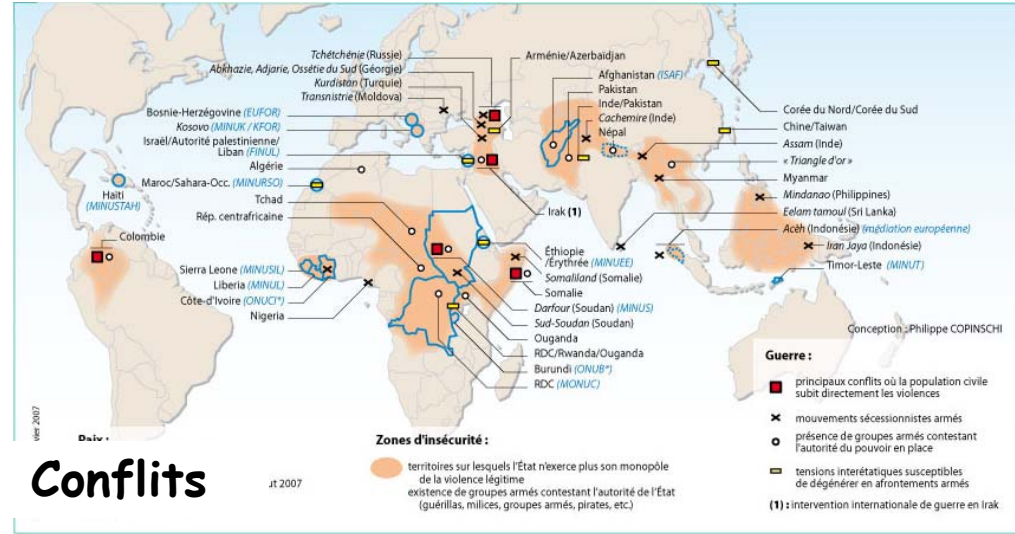 Tchétchénie (Russie)
Abkhazie, Adjarie, Ossétie du Sud (Géorgie)
Kurdistan (Turquie)
Transnistrie (Moldova)
Bosnie-Herzégovine (EUFOR)
Kosovo (MINUK / KFOR)
Israël/Autorité palestinienne/
Liban (FINUL)
Algérie
Maroc/Sahara-Occ. (MINURSO)
Tchad
Rép. centrafricaine
Haïti
(MINUSTAH)
Colombie
Sierra Leone (MINUSIL)
Liberia (MINUL)
Côte-d'Ivoire (ONUCI*)
Nigeria
Arménie/Azerbaïdjan
Afghanistan (ISAF)
Pakistan
Inde/Pakistan
Cachemire (Inde)
Népal
Irak (1)
Éthiopie
/Érythrée (MINUEE)
Somaliland (Somalie)
Somalie
Darfour (Soudan) (MINUS)
Sud-Soudan (Soudan)
Ouganda
RDC/Rwanda/Ouganda
Burundi (ONUB*)
RDC (MONUC)
Corée du Nord/Corée du Sud
Chine/Taiwan
Assam (Inde)
« Triangle d'or »
Myanmar
Mindanao (Philippines)
Eelam tamoul (Sri Lanka)
Acèh (Indonésie) (médiation européenne)
Irian Jaya (Indonésie)
Timor-Leste (MINUT)
Conception : Philippe COPINSCHI
Guerre :
principaux conflits où la population civile
subit directement les violences
mouvements sécessionnistes armés
présence de groupes armés contestant
l'autorité du pouvoir en place
tensions interétatiques susceptibles
de dégénérer en afrontements armés
(1) : intervention internationale de guerre en Irak
Zones d'insécurité :
territoires sur lesquels l'État n'exerce plus son monopole
de la violence légitime
existence de groupes armés contestant l'autorité de l'État
(guérillas, milices, groupes armés, pirates, etc.)
Paix :
Conflits
2007
2007